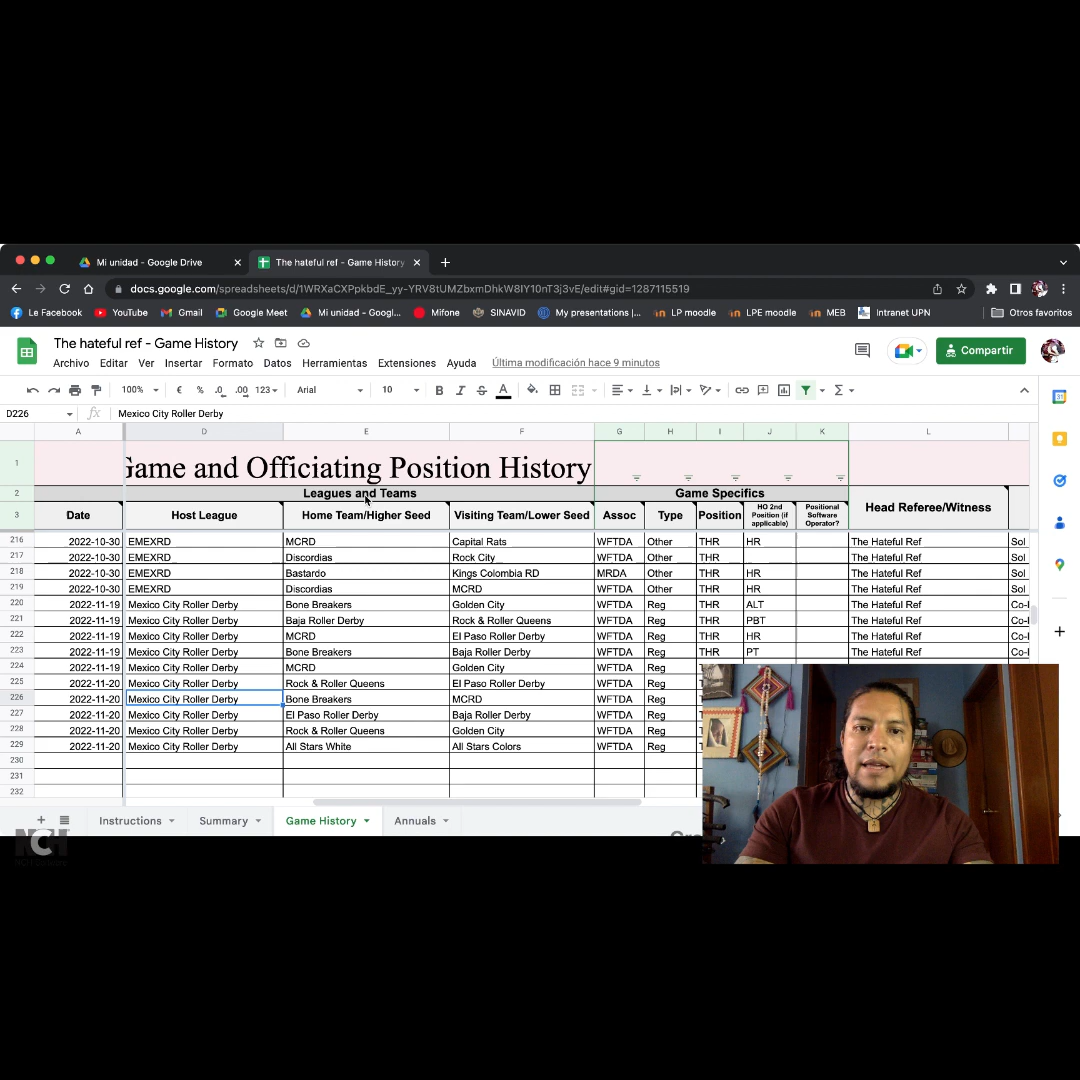 Mi unidad - Google Drive
The hateful ref - Game History
docs.google.com/spreadsheets/d/1WRXaCXPpkbdE_yy-YRV8tUMZbxmDhkW8IY10nT3j3vE/edit#gid=1287115519
Le Facebook YouTube Gmail Google Meet Mi unidad - Googl... Mifone SINAVID My presentations |... LP moodle LPE moodle MEB Intranet UPN Otros favoritos
The hateful ref - Game History
Archivo Editar Ver Insertar Formato Datos Herramientas Extensiones Ayuda Última modificación hace 9 minutos
Compartir
100% € % .0 .00 123 Arial 10 B I S A
D226 fx Mexico City Roller Derby
A D E F G H I J K L
1 Game and Officiating Position History
2 Leagues and Teams Game Specifics
3 Date Host League Home Team/Higher Seed Visiting Team/Lower Seed Assoc Type Position HO 2nd Position (if applicable) Positional Software Operator? Head Referee/Witness
216 2022-10-30 EMEXRD MCRD Capital Rats WFTDA Other THR HR The Hateful Ref Sol
217 2022-10-30 EMEXRD Discordias Rock City WFTDA Other THR The Hateful Ref Sol
218 2022-10-30 EMEXRD Bastardo Kings Colombia RD MRDA Other THR HR The Hateful Ref Sol
219 2022-10-30 EMEXRD Discordias MCRD WFTDA Other THR HR The Hateful Ref Sol
220 2022-11-19 Mexico City Roller Derby Bone Breakers Golden City WFTDA Reg THR ALT The Hateful Ref
221 2022-11-19 Mexico City Roller Derby Baja Roller Derby Rock & Roller Queens WFTDA Reg THR PBT The Hateful Ref
222 2022-11-19 Mexico City Roller Derby MCRD El Paso Roller Derby WFTDA Reg THR HR The Hateful Ref
223 2022-11-19 Mexico City Roller Derby Bone Breakers Baja Roller Derby WFTDA Reg THR PT The Hateful Ref
224 2022-11-19 Mexico City Roller Derby MCRD Golden City WFTDA Reg
225 2022-11-20 Mexico City Roller Derby Rock & Roller Queens El Paso Roller Derby WFTDA Reg
226 2022-11-20 Mexico City Roller Derby Bone Breakers MCRD WFTDA Reg
227 2022-11-20 Mexico City Roller Derby El Paso Roller Derby Baja Roller Derby WFTDA Reg
228 2022-11-20 Mexico City Roller Derby Rock & Roller Queens Golden City WFTDA Reg
229 2022-11-20 Mexico City Roller Derby All Stars White All Stars Colors WFTDA Reg
230
231
232
Instructions Summary Game History Annuals
NCH